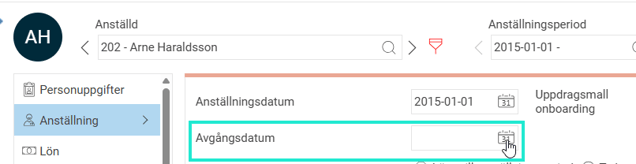 AH
Anställd
202 - Arne Haraldsson
Anställningsperiod
2015-01-01 -
Personuppgifter
Anställning
Lön
Anställningsdatum
2015-01-01
31
Uppdragsmall
onboarding
Avgångsdatum